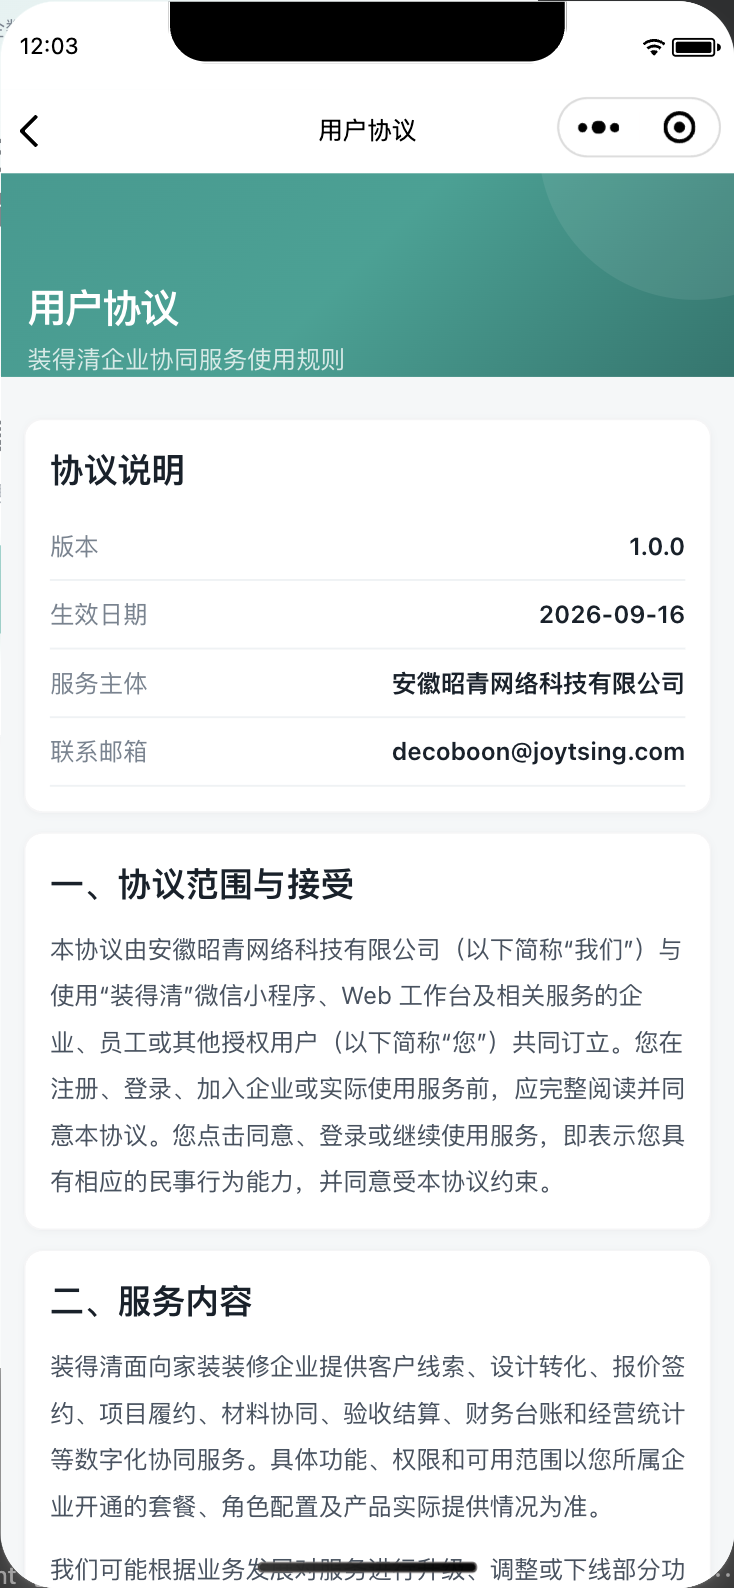 12:03
用户协议
用户协议
装得清企业协同服务使用规则
协议说明
版本 1.0.0
生效日期 2026-09-16
服务主体 安徽昭青网络科技有限公司
联系邮箱 decoboon@joytsing.com
一、协议范围与接受
本协议由安徽昭青网络科技有限公司（以下简称“我们”）与
使用“装得清”微信小程序、Web 工作台及相关服务的企
业、员工或其他授权用户（以下简称“您”）共同订立。您在
注册、登录、加入企业或实际使用服务前，应完整阅读并同
意本协议。您点击同意、登录或继续使用服务，即表示您具
有相应的民事行为能力，并同意受本协议约束。
二、服务内容
装得清面向家装装修企业提供客户线索、设计转化、报价签
约、项目履约、材料协同、验收结算、财务台账和经营统计
等数字化协同服务。具体功能、权限和可用范围以您所属企
业开通的套餐、角色配置及产品实际提供情况为准。
我们可能根据业务发展对服务进行升级、调整或下线部分功